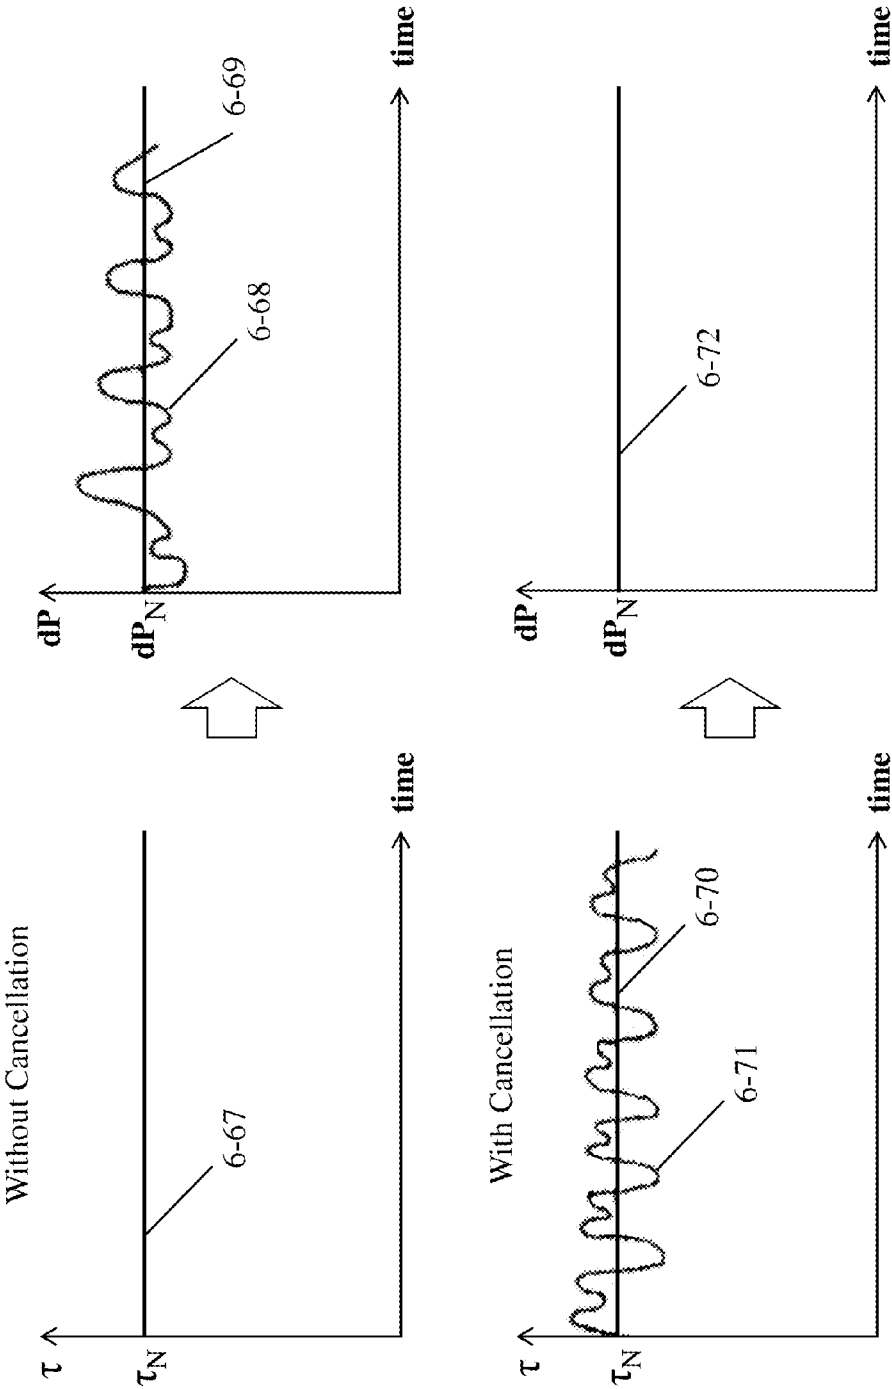 Without Cancellation
τ
τN
6-67
time
dP
dPN
6-68
6-69
time
With Cancellation
τ
τN
6-71
6-70
time
dP
dPN
6-72
time